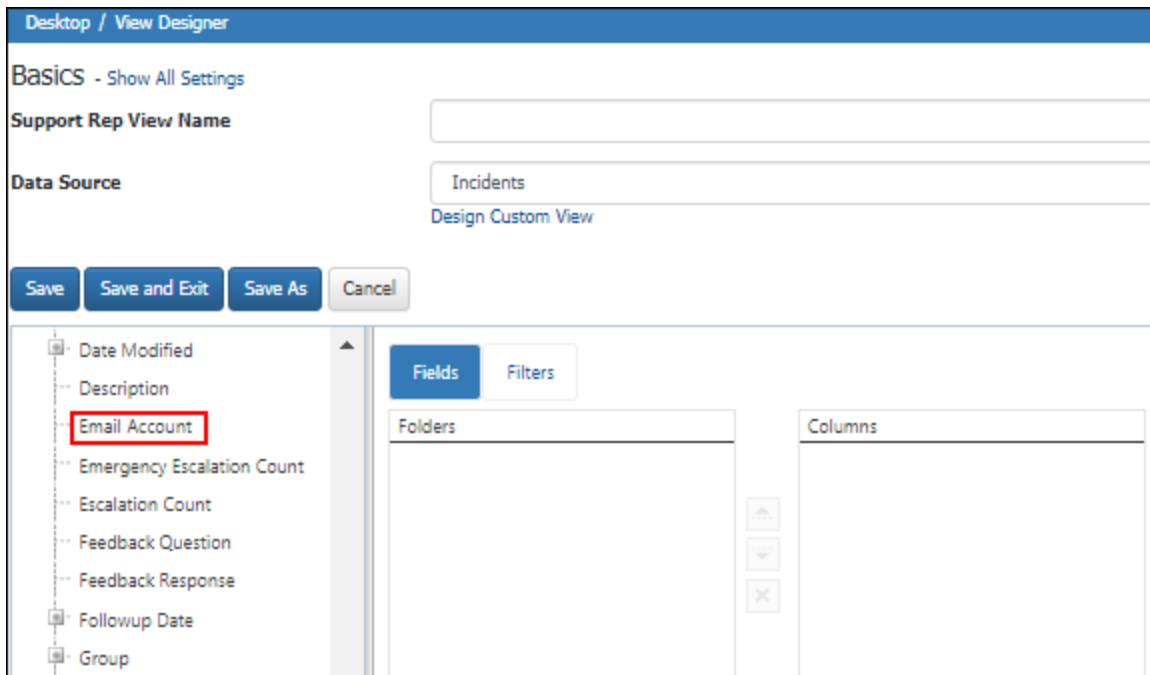 Desktop / View Designer
Basics - Show All Settings
Support Rep View Name
Data Source
Incidents
Design Custom View
Save
Save and Exit
Save As
Cancel
Date Modified
Description
Email Account
Emergency Escalation Count
Escalation Count
Feedback Question
Feedback Response
Followup Date
Group
Fields
Filters
Folders
Columns